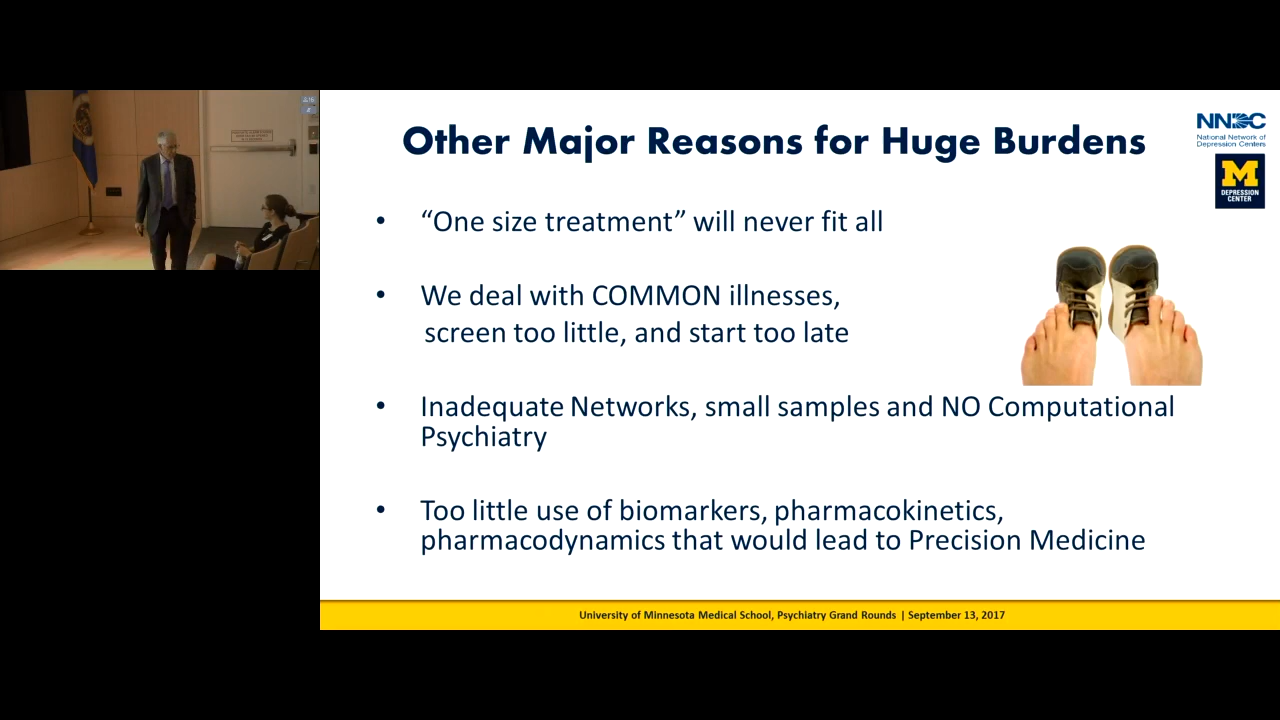 Other Major Reasons for Huge Burdens
NNDC
National Network of
Depression Centers
M
DEPRESSION
CENTER
• “One size treatment” will never fit all
• We deal with COMMON illnesses,
screen too little, and start too late
• Inadequate Networks, small samples and NO Computational
Psychiatry
• Too little use of biomarkers, pharmacokinetics,
pharmacodynamics that would lead to Precision Medicine
University of Minnesota Medical School, Psychiatry Grand Rounds | September 13, 2017